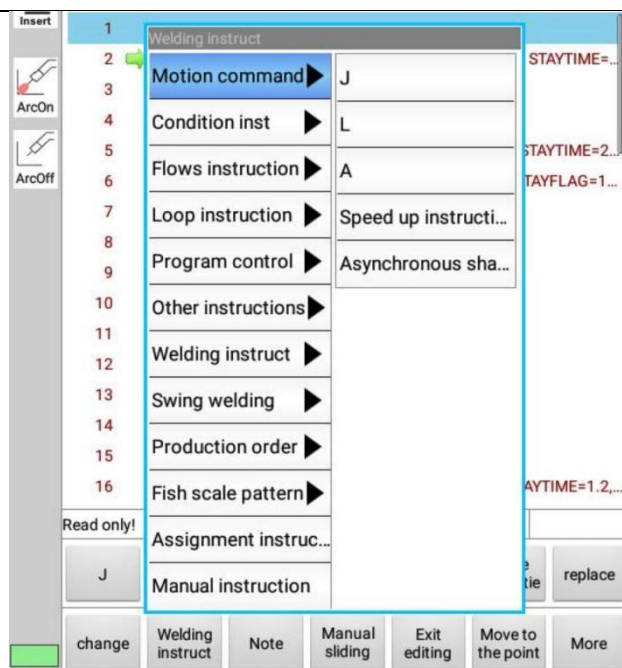 Insert
ArcOn
ArcOff
1
2
3
4
5
6
7
8
9
10
11
12
13
14
15
16
STAYTIME=...
STAYTIME=2...
TAYFLAG=1...
AYTIME=1.2,...
Welding instruct
Motion command
Condition inst
Flows instruction
Loop instruction
Program control
Other instructions
Welding instruct
Swing welding
Production order
Fish scale pattern
Assignment instruc...
Manual instruction
J
L
A
Speed up instructi...
Asynchronous sha...
Read only!
J
tie
replace
change
Welding
instruct
Note
Manual
sliding
Exit
editing
Move to
the point
More